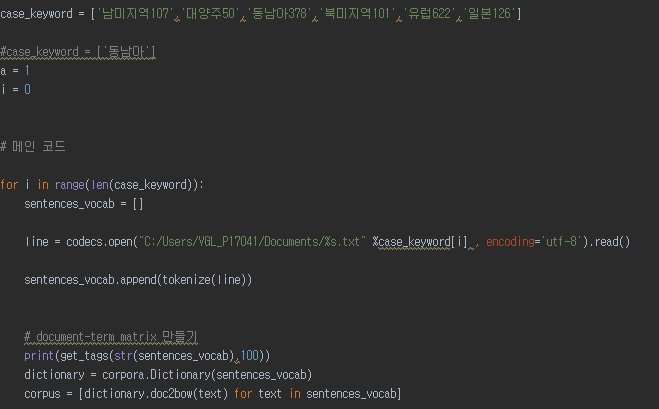 case_keyword = ['남미지역107','대양주50','동남아378','북미지역101','유럽622','일본126']
#case_keyword = ['동남아']
a = 1
i = 0
# 메인 코드
for i in range(len(case_keyword)):
sentences_vocab = []
line = codecs.open("C:/Users/VGL_P17041/Documents/%s.txt" %case_keyword[i] , encoding='utf-8').read()
sentences_vocab.append(tokenize(line))
# document-term matrix 만들기
print(get_tags(str(sentences_vocab),100))
dictionary = corpora.Dictionary(sentences_vocab)
corpus = [dictionary.doc2bow(text) for text in sentences_vocab]